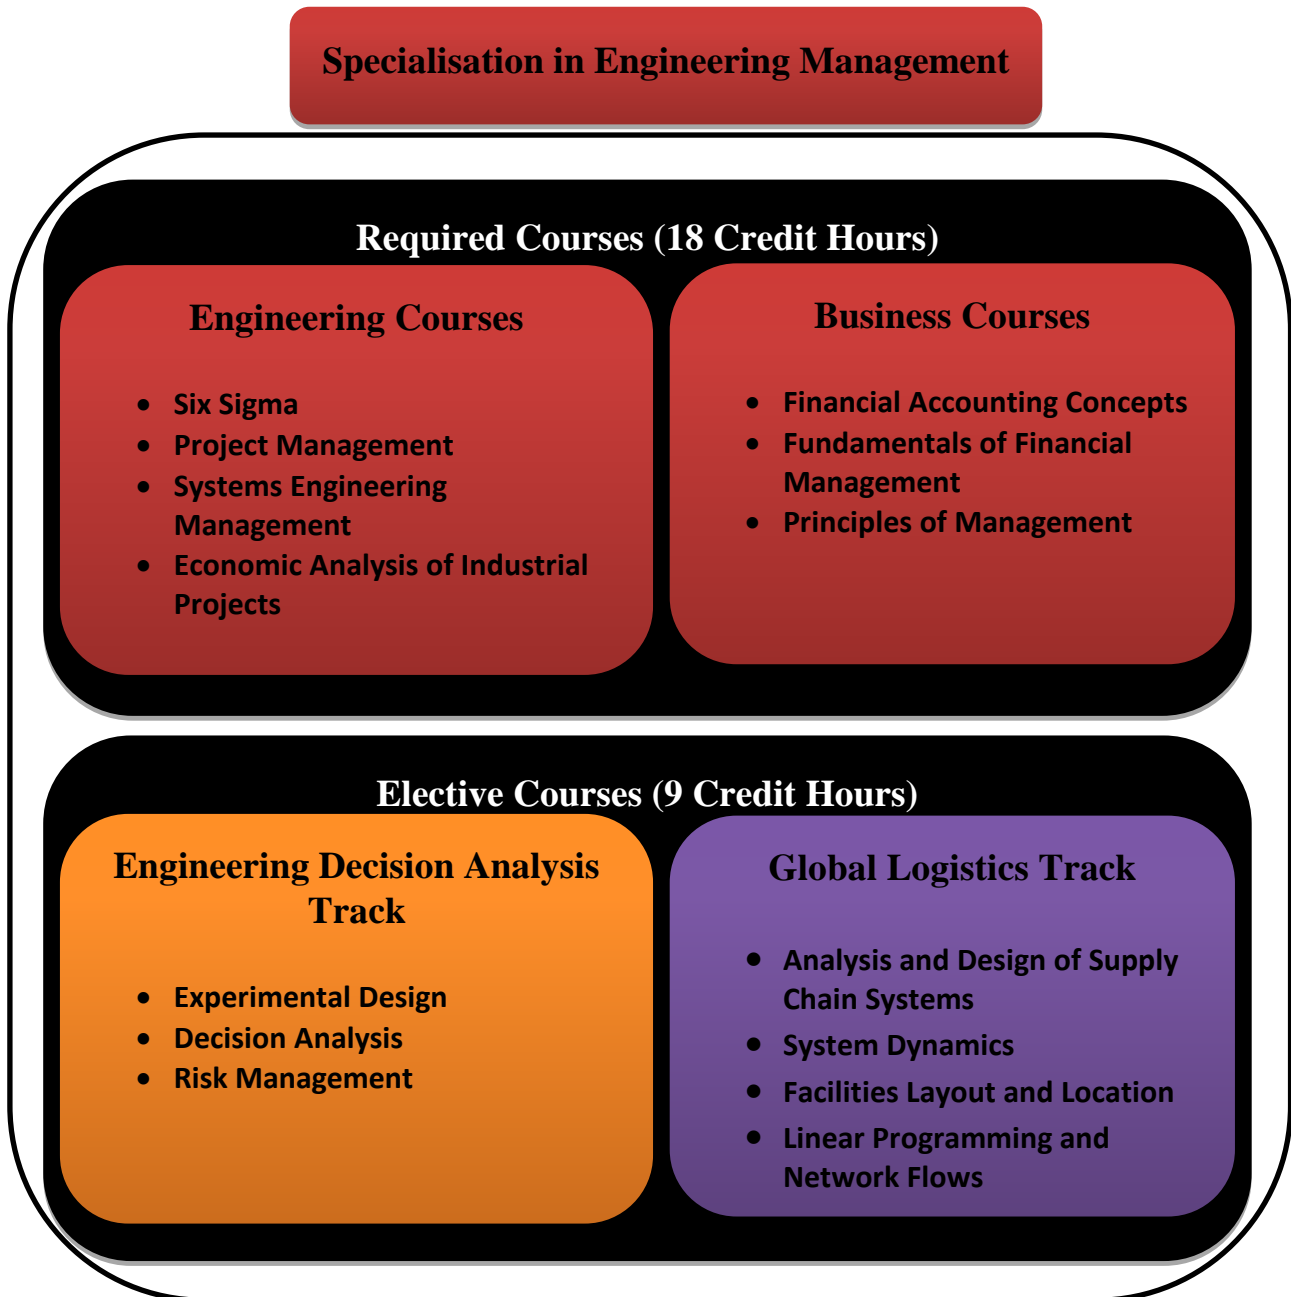 Specialisation in Engineering Management
Required Courses (18 Credit Hours)
Engineering Courses
• Six Sigma
• Project Management
• Systems Engineering
Management
• Economic Analysis of Industrial
Projects
Business Courses
• Financial Accounting Concepts
• Fundamentals of Financial
Management
• Principles of Management
Elective Courses (9 Credit Hours)
Engineering Decision Analysis
Track
• Experimental Design
• Decision Analysis
• Risk Management
Global Logistics Track
• Analysis and Design of Supply
Chain Systems
• System Dynamics
• Facilities Layout and Location
• Linear Programming and
Network Flows